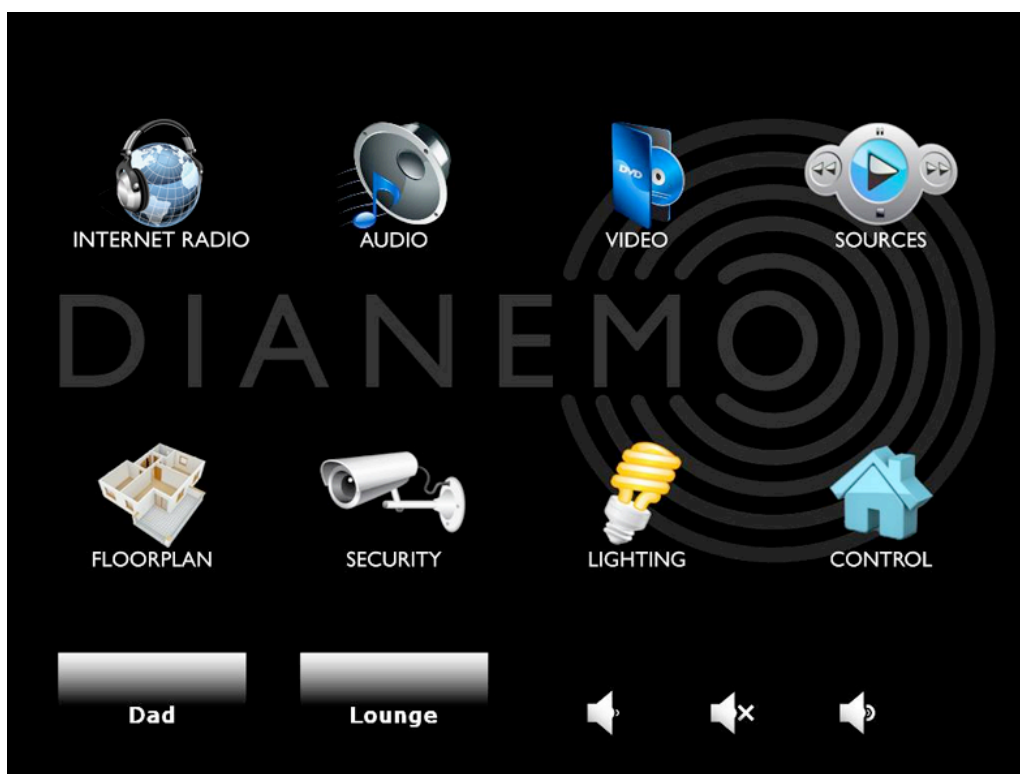 INTERNET RADIO
AUDIO
DVD
VIDEO
SOURCES
DIANEMO
FLOORPLAN
SECURITY
LIGHTING
CONTROL
Dad
Lounge